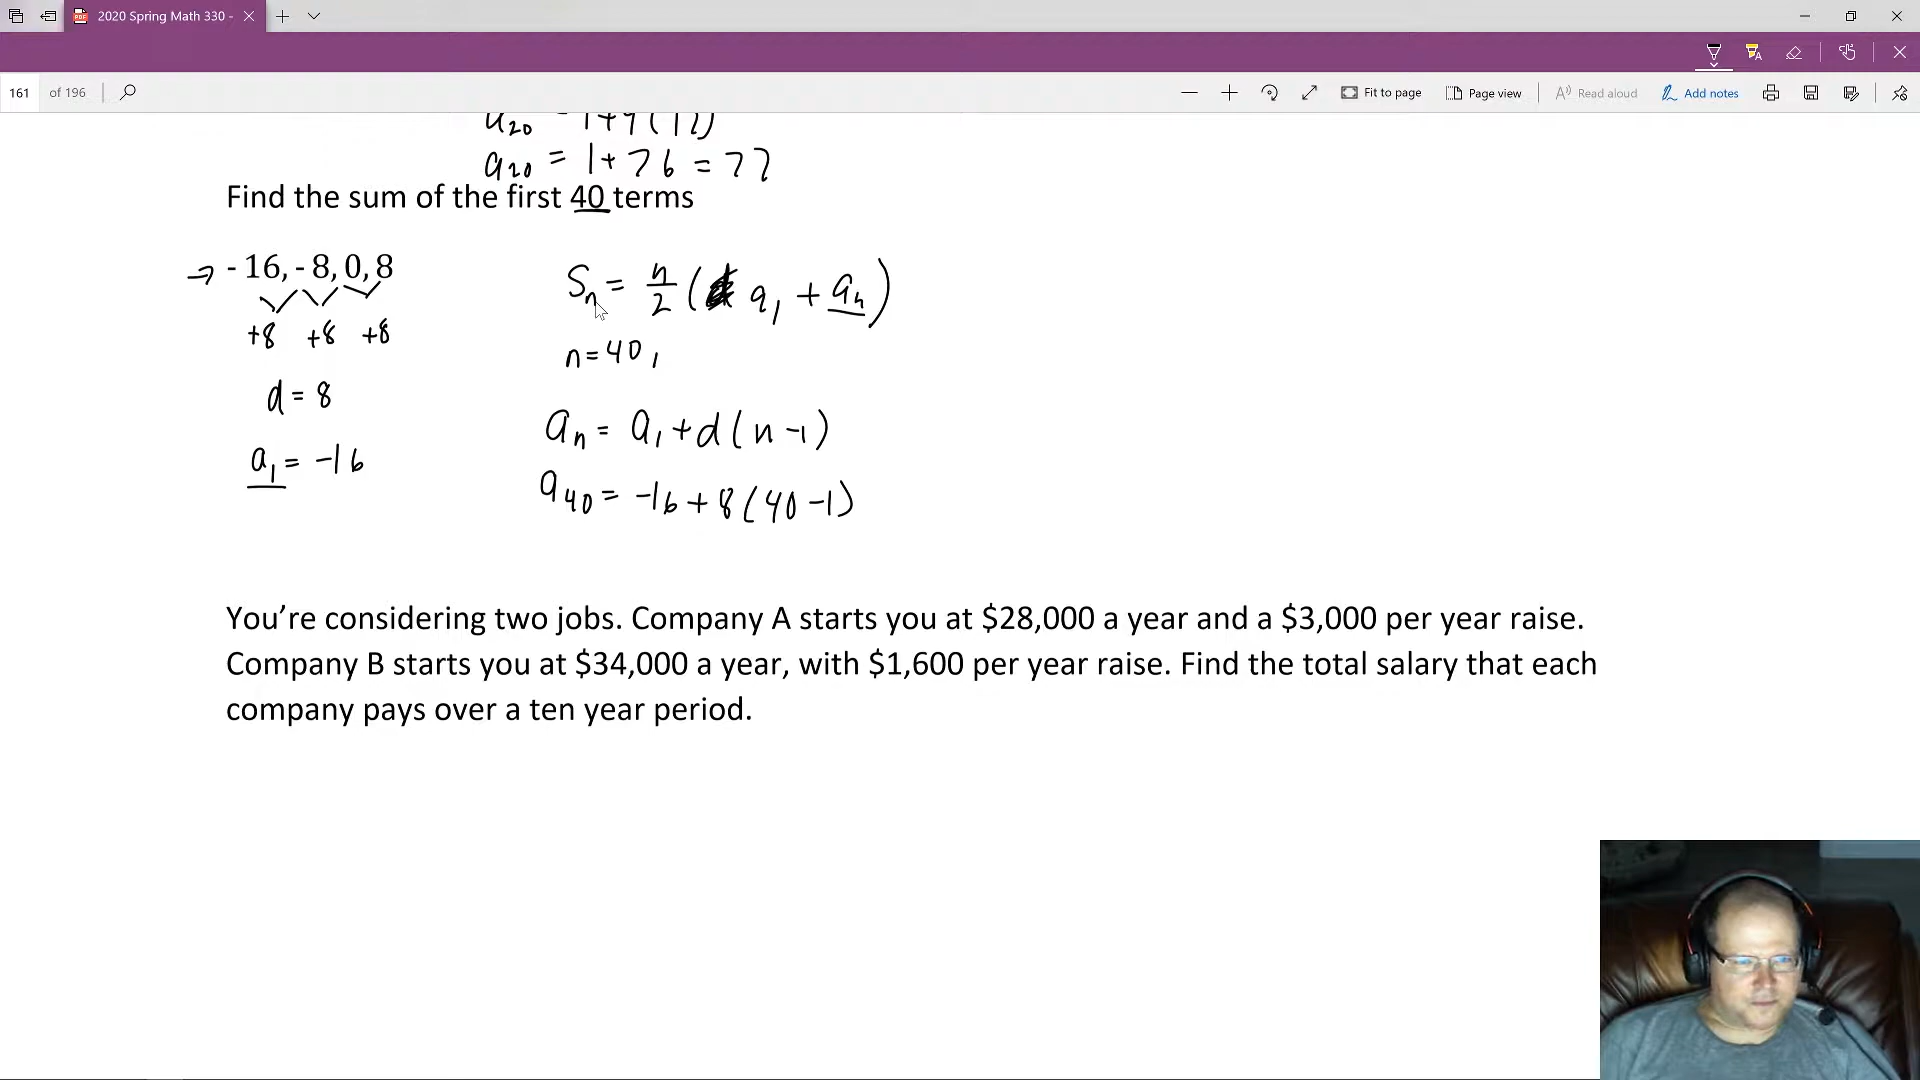 2020 Spring Math 330 -
161 of 196
Fit to page
Page view
Read aloud
Add notes
a₂₀ = 1 + 76 = 77
Find the sum of the first 40 terms
→ - 16, - 8, 0, 8
+8 +8 +8
d = 8
a₁ = -16
Sₙ = n/2 ( a₁ + aₙ )
n = 40,
aₙ = a₁ + d ( n - 1 )
a₄₀ = -16 + 8 ( 40 - 1 )
You’re considering two jobs. Company A starts you at $28,000 a year and a $3,000 per year raise.
Company B starts you at $34,000 a year, with $1,600 per year raise. Find the total salary that each
company pays over a ten year period.